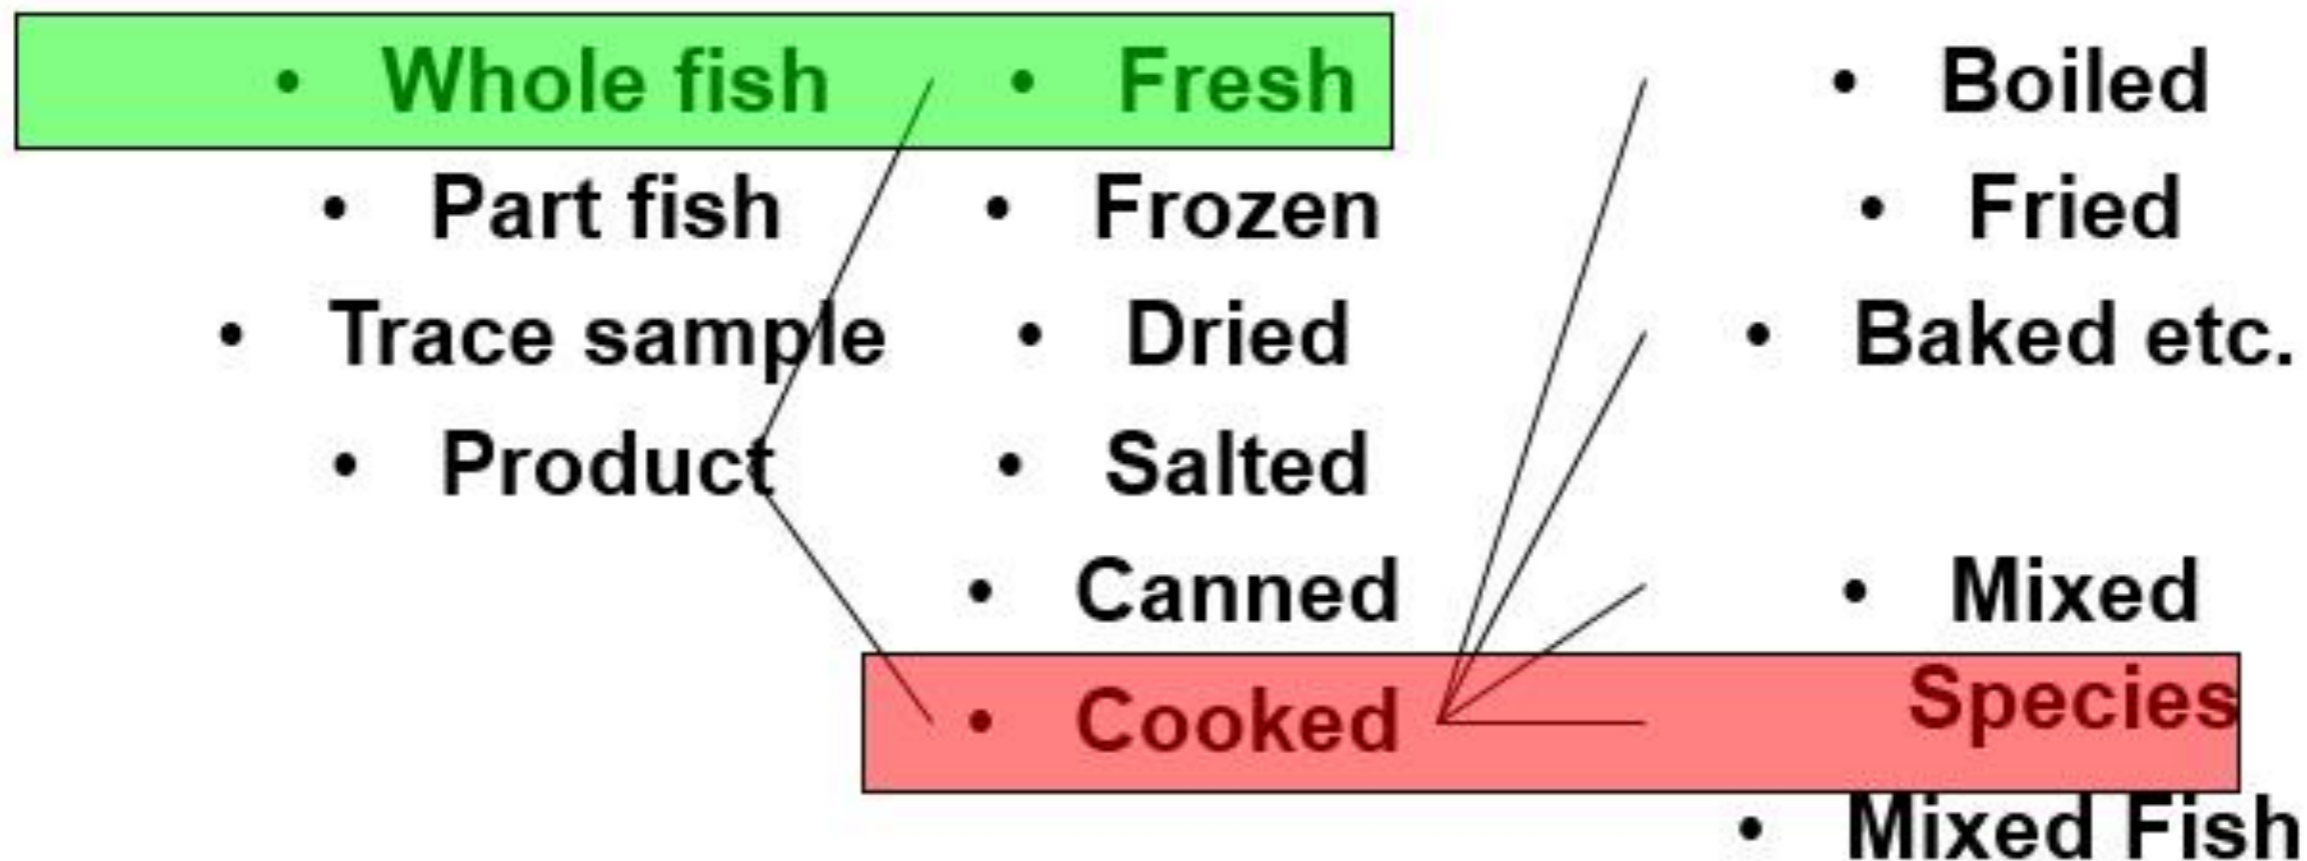 • Whole fish
• Part fish
• Trace sample
• Product
• Fresh
• Frozen
• Dried
• Salted
• Canned
• Cooked
• Boiled
• Fried
• Baked etc.
• Mixed
Species
• Mixed Fish